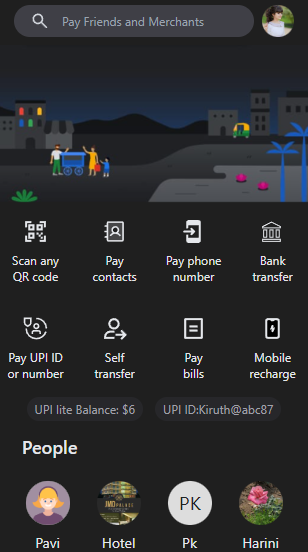 Pay Friends and Merchants
Scan any
QR code
Pay
contacts
Pay phone
number
Bank
transfer
Pay UPI ID
or number
Self
transfer
Pay
bills
Mobile
recharge
UPI lite Balance: $6
UPI ID:Kiruth@abc87
People
PK
Pavi
Hotel
Pk
Harini